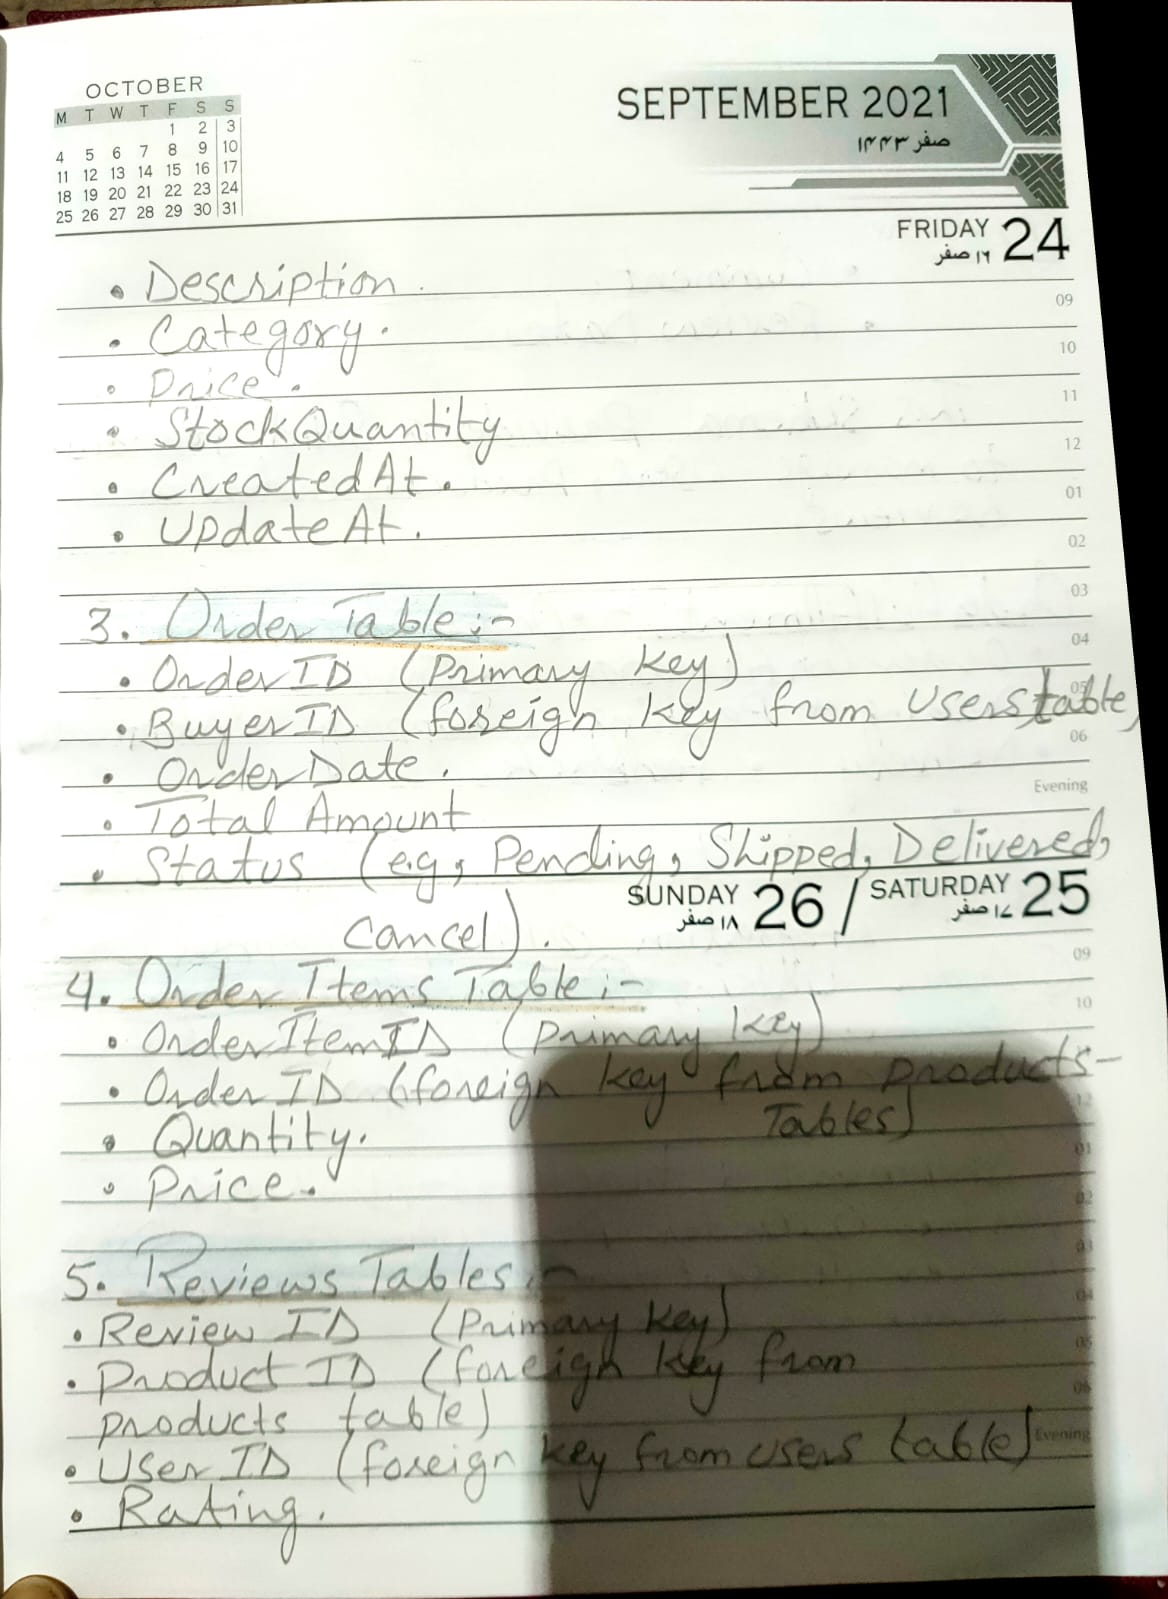 OCTOBER
M T W T F S S
1 2 3
4 5 6 7 8 9 10
11 12 13 14 15 16 17
18 19 20 21 22 23 24
25 26 27 28 29 30 31
SEPTEMBER 2021
صفر ۱۴۴۳
FRIDAY 24
۱۶ صفر
• Description.
09
• Category.
10
• Price.
11
• StockQuantity
12
• CreatedAt.
01
• UpdateAt.
02
03
3. Order Table:-
04
• OrderID (Primary Key)
05
• BuyerID (foreign key from Users table)
06
• OrderDate.
Evening
• Total Amount
• Status (e.g, Pending, Shipped, Delivered,
SUNDAY 26 / SATURDAY 25
۱۸ صفر ۱۷ صفر
Cancel).
09
4. Order Items Table:-
10
• OrderItemID (Primary Key)
• Order ID (foreign key from products-
12
Tables)
• Quantity.
01
• Price.
02
03
5. Reviews Tables:-
04
• Review ID (Primary Key)
05
• Product ID (foreign key from
06
products table)
Evening
• User ID (foreign key from users table)
• Rating.